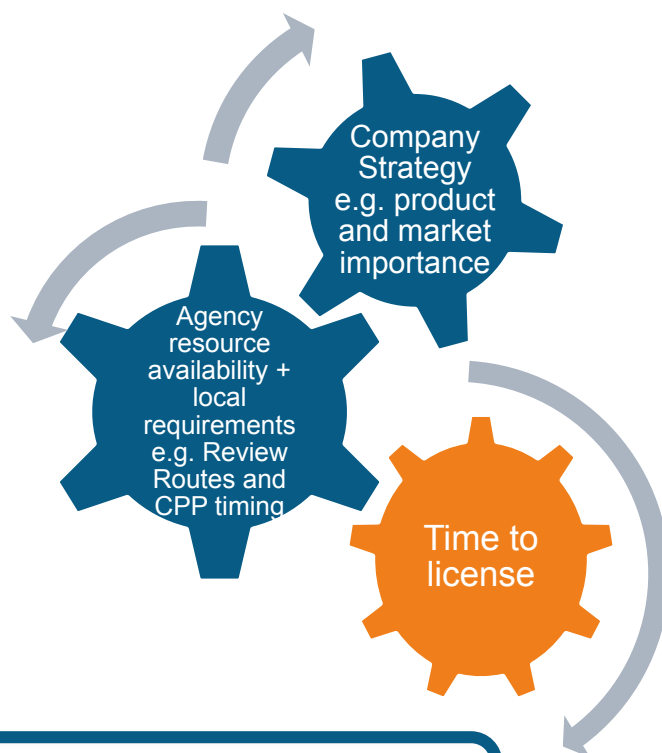 Company
Strategy
e.g. product
and market
importance
Agency
resource
availability +
local
requirements
e.g. Review
Routes and
CPP timing
Time to
license